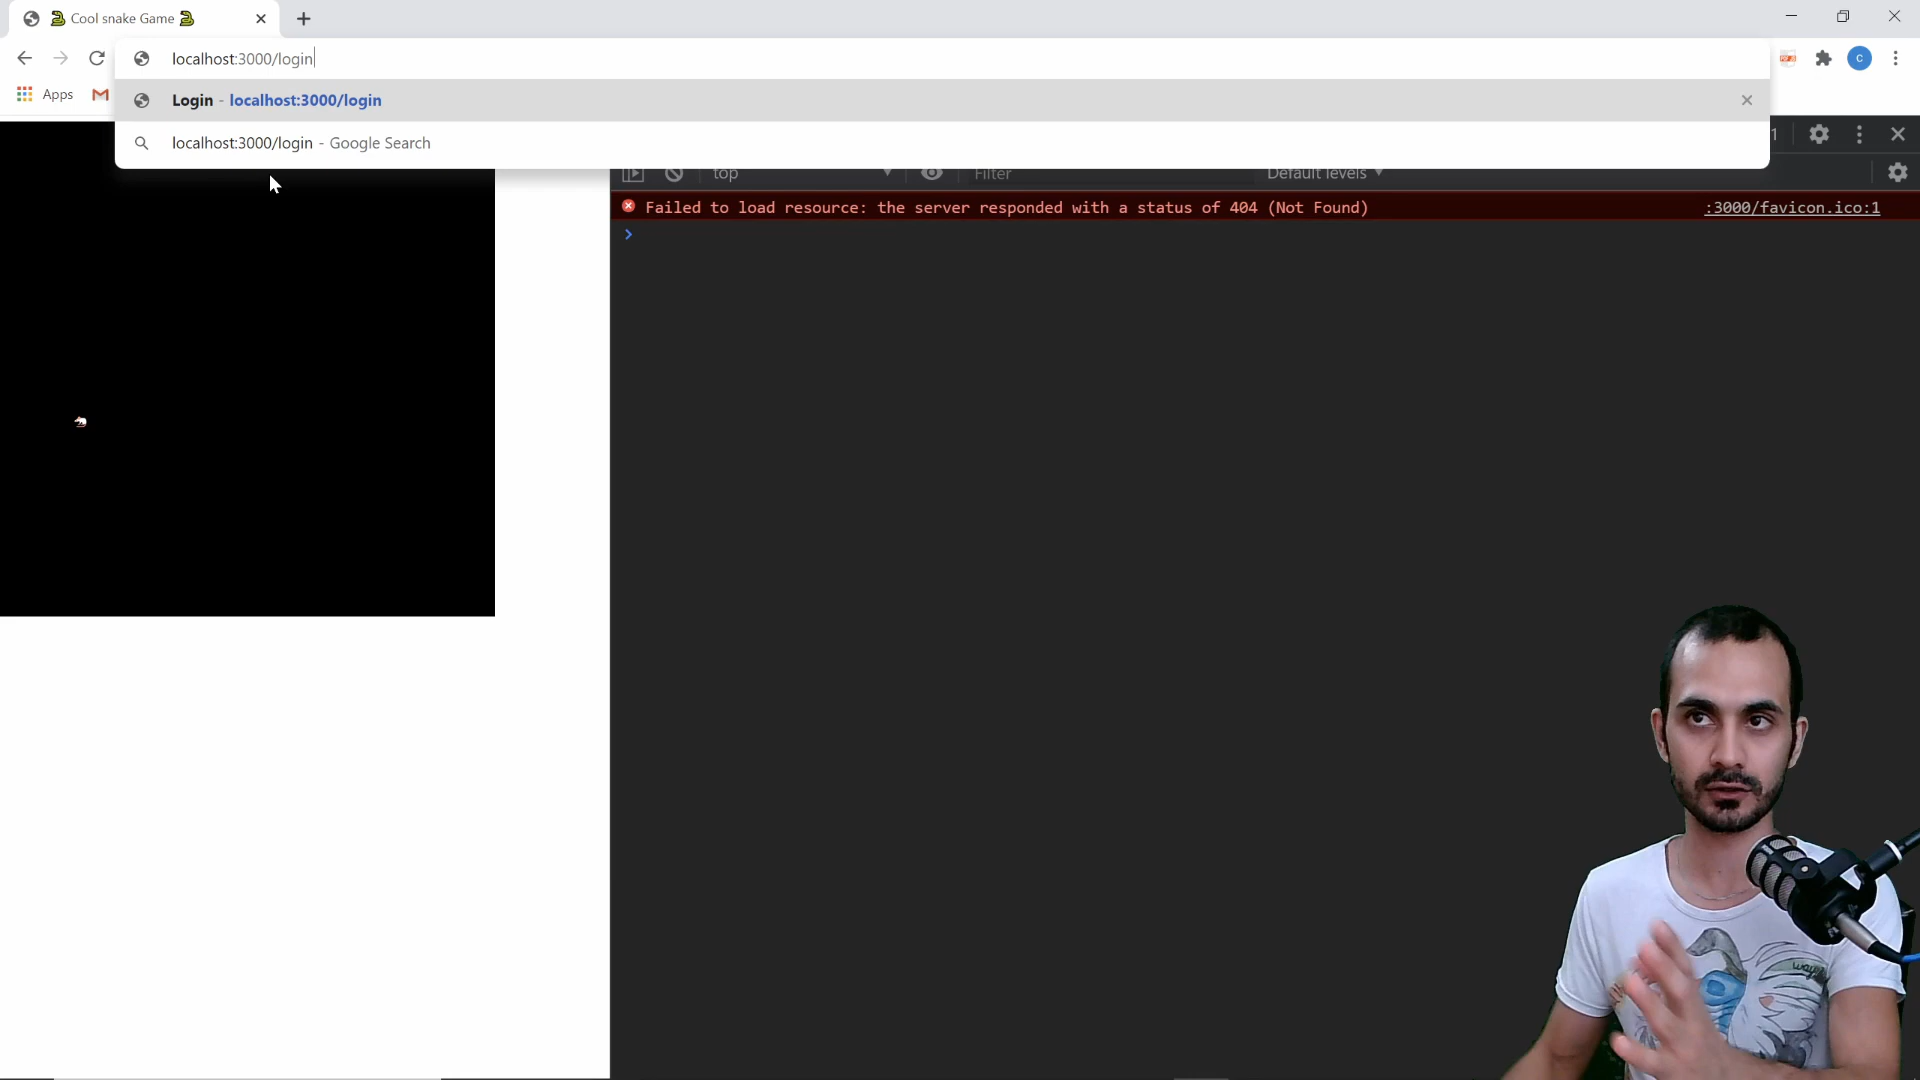 Cool snake Game
localhost:3000/login
Login - localhost:3000/login
localhost:3000/login - Google Search
Apps
C
1
top
Filter
Default levels
Failed to load resource: the server responded with a status of 404 (Not Found)
:3000/favicon.ico:1